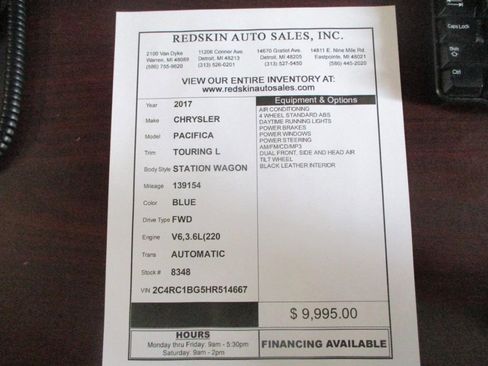 REDSKIN AUTO SALES, INC.
2100 Van Dyke 11206 Conner Ave. 14670 Gratiot Ave. 14811 E. Nine Mile Rd.
Warren, MI 48089 Detroit, MI 48213 Detroit, MI 48205 Eastpointe, MI 48021
(586) 755-9620 (313) 526-0201 (313) 527-5450 (586) 445-2020
VIEW OUR ENTIRE INVENTORY AT:
www.redskinautosales.com
Year 2017
Make CHRYSLER
Model PACIFICA
Trim TOURING L
Body Style STATION WAGON
Mileage 139154
Color BLUE
Drive Type FWD
Engine V6,3.6L(220
Trans AUTOMATIC
Stock # 8348
VIN 2C4RC1BG5HR514667
Equipment & Options
AIR CONDITIONING
4 WHEEL STANDARD ABS
DAYTIME RUNNING LIGHTS
POWER BRAKES
POWER WINDOWS
POWER STEERING
AM/FM/CD/MP3
DUAL FRONT, SIDE AND HEAD AIR
TILT WHEEL
BLACK LEATHER INTERIOR
$ 9,995.00
HOURS
Monday thru Friday: 9am - 5:30pm
Saturday: 9am - 2pm
FINANCING AVAILABLE
Caps Lock
Shift
Ctrl